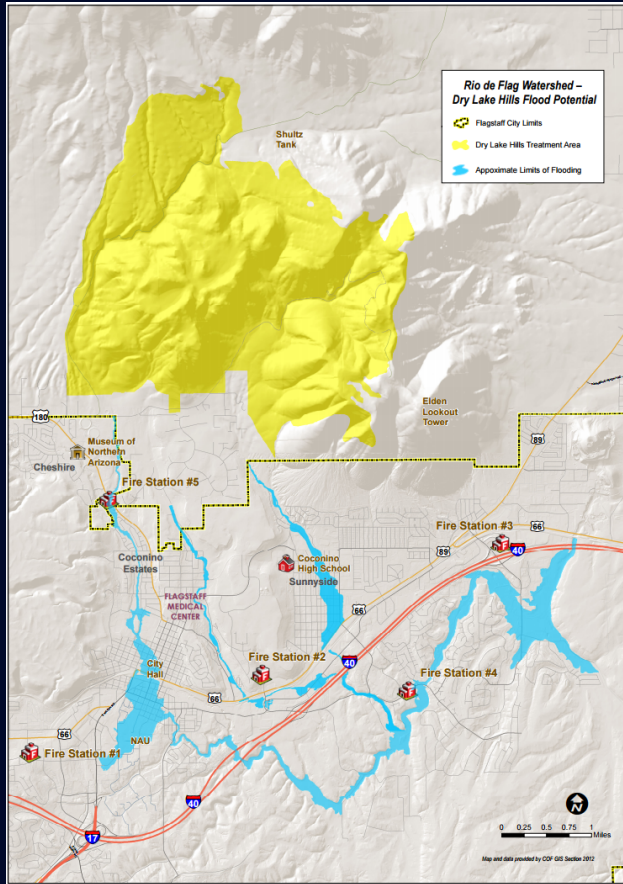 Rio de Flag Watershed –
Dry Lake Hills Flood Potential
Flagstaff City Limits
Dry Lake Hills Treatment Area
Appoximate Limits of Flooding
Shultz
Tank
Elden
Lookout
Tower
180
89
Museum of
Northern
Arizona
Cheshire
Fire Station #5
Fire Station #3
66
40
89
Coconino
Estates
Coconino
High School
Sunnyside
FLAGSTAFF
MEDICAL
CENTER
66
Fire Station #2
40
City
Hall
Fire Station #4
66
66
NAU
Fire Station #1
40
17
N
0 0.25 0.5 0.75 1
Miles
Map and data provided by COF GIS Section 2012